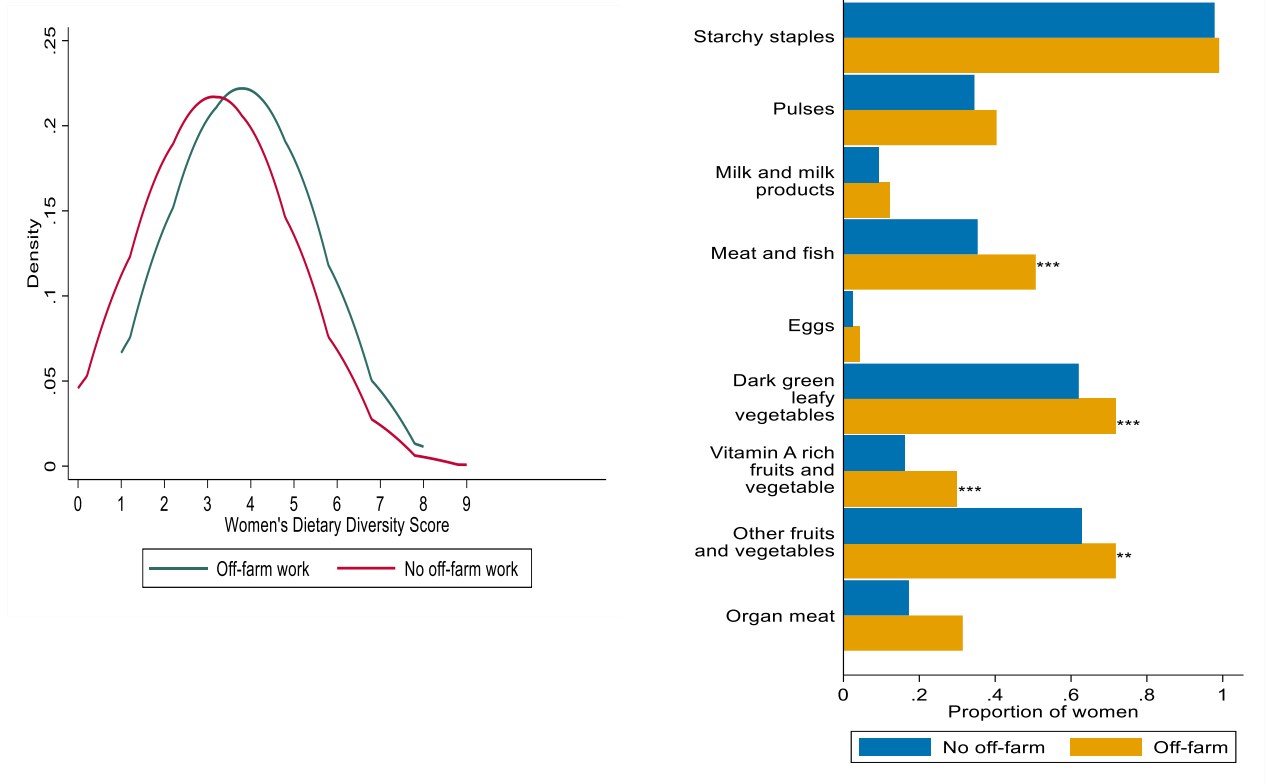 .25
.2
.15
.1
.05
0
Density
0 1 2 3 4 5 6 7 8 9
Women's Dietary Diversity Score
Off-farm work No off-farm work
Starchy staples
Pulses
Milk and milk
products
Meat and fish
***
Eggs
Dark green
leafy
vegetables
***
Vitamin A rich
fruits and
vegetable
***
Other fruits
and vegetables
**
Organ meat
0 .2 .4 .6 .8 1
Proportion of women
No off-farm Off-farm